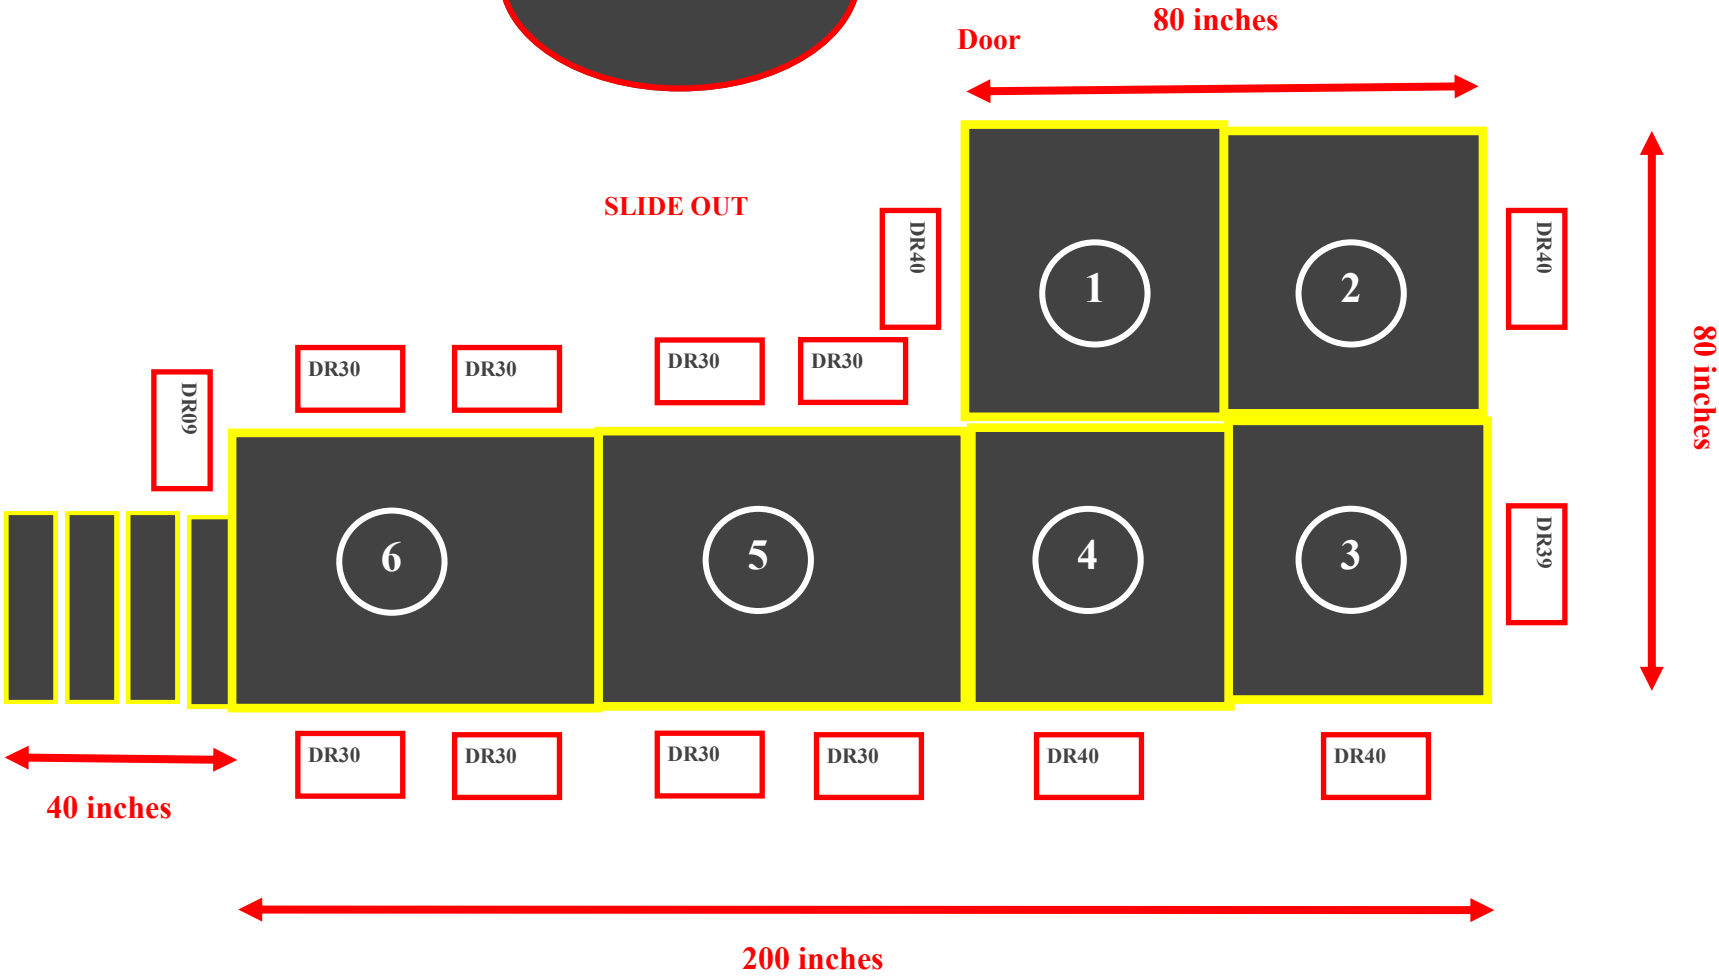 80 inches
Door
SLIDE OUT
DR40
DR40
1
2
DR30
DR30
DR30
DR30
80 inches
DR09
6
5
4
3
DR39
DR30
DR30
DR30
DR30
DR40
DR40
40 inches
200 inches